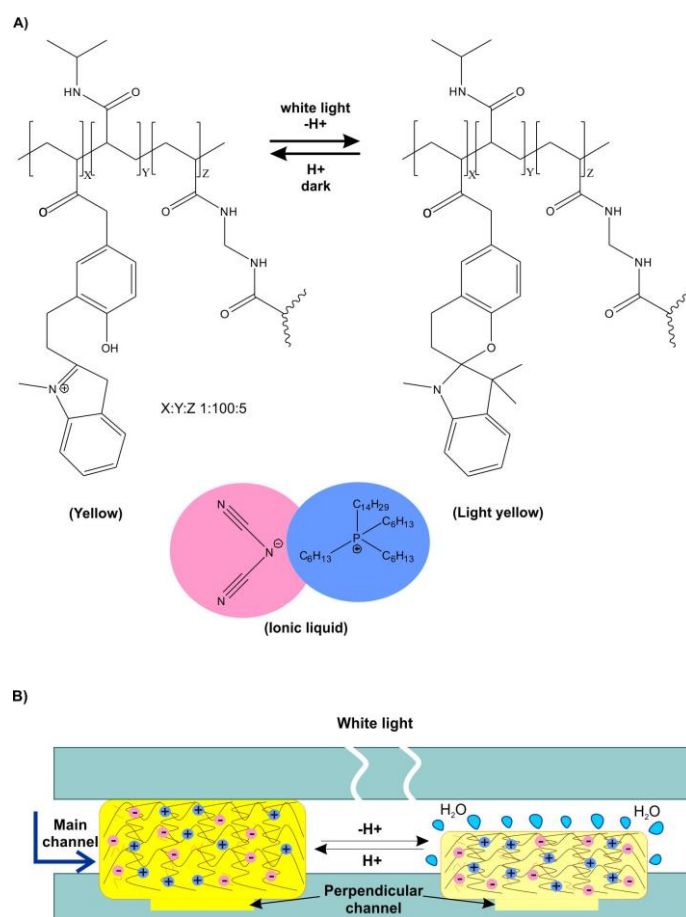 A)
HN
O
white light
-H+
H+
dark
HN
O
X
Y
Z
X
Y
Z
O
O
NH
NH
O
OH
N
⊕
X:Y:Z 1:100:5
(Yellow)
O
O
NH
NH
O
O
N
(Light yellow)
N
N
⊖
N
C14H29
C6H13
P
⊕
C6H13
C6H13
(Ionic liquid)
B)
White light
Main
channel
-H+
H+
H2O
H2O
Perpendicular
channel